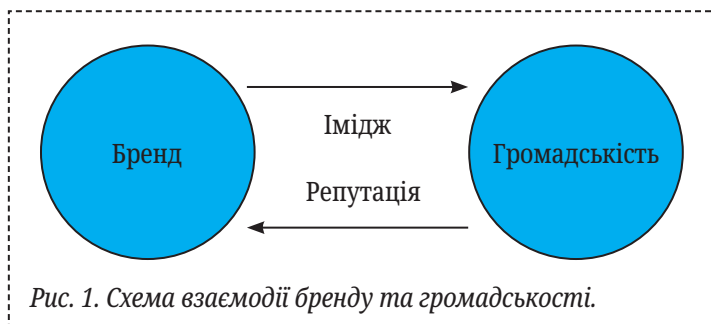 Імідж
Бренд
Громадськість
Репутація
Рис. 1. Схема взаємодії бренду та громадськості.